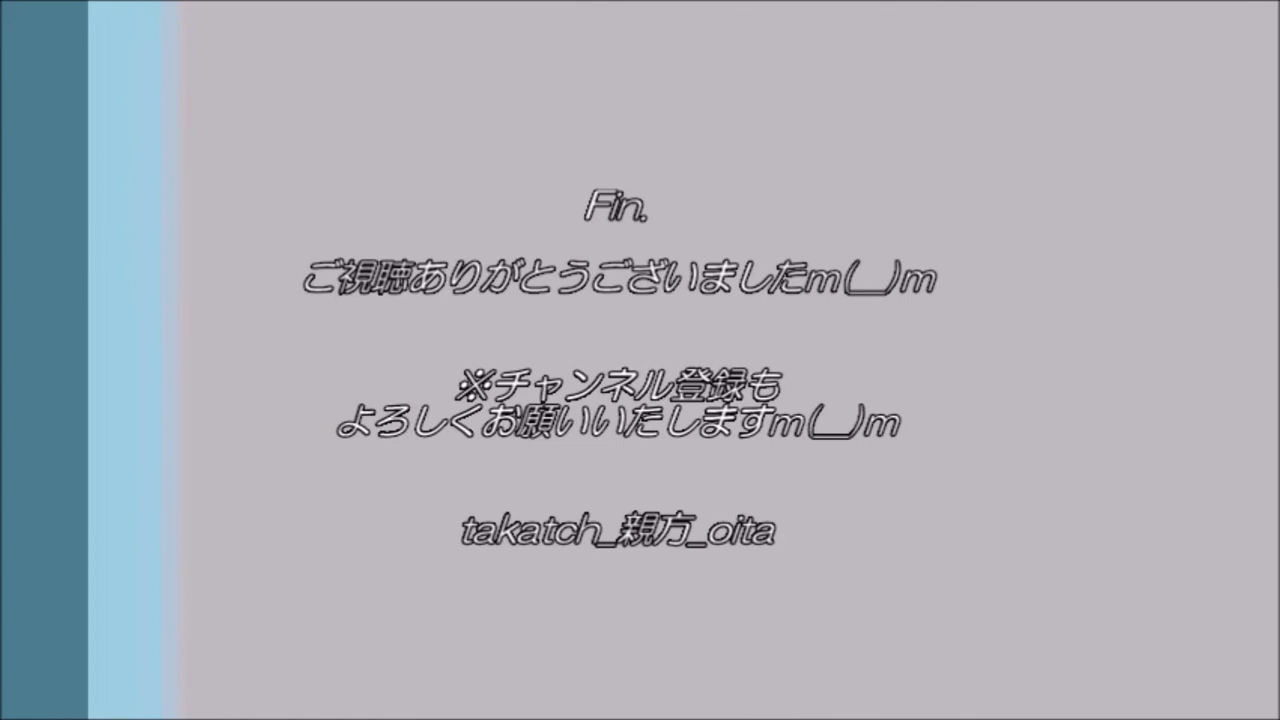 Fin.
ご視聴ありがとうございましたm(__)m
※チャンネル登録も
よろしくお願いいたしますm(__)m
takatch_親方_oita